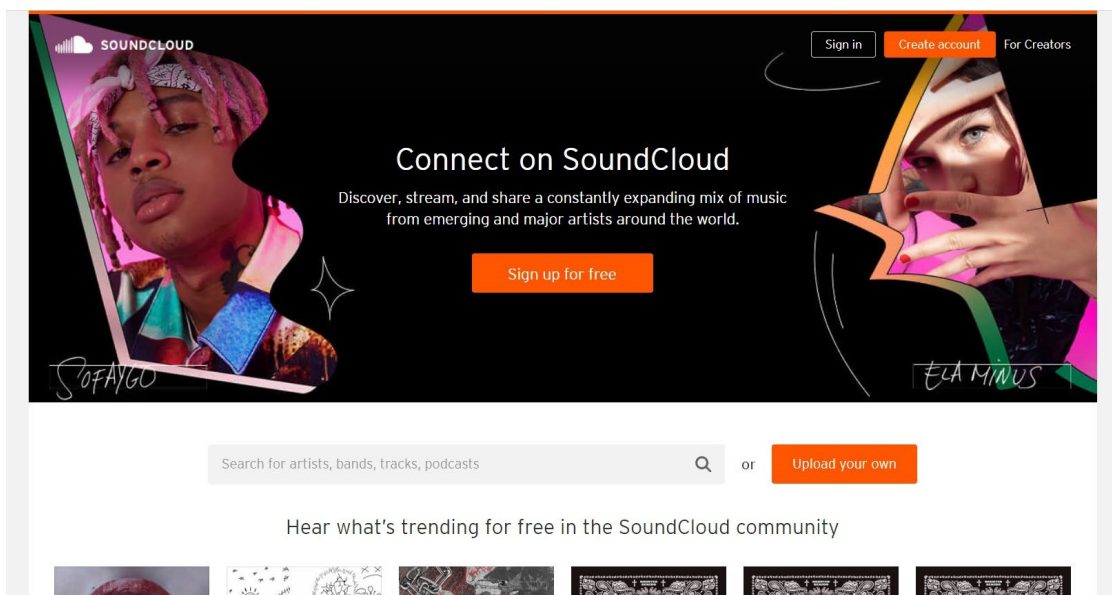 SOUNDCLOUD
Sign in
Create account
For Creators
Connect on SoundCloud
Discover, stream, and share a constantly expanding mix of music
from emerging and major artists around the world.
Sign up for free
SOFAYGO
ELA MINUS
Search for artists, bands, tracks, podcasts
or
Upload your own
Hear what's trending for free in the SoundCloud community